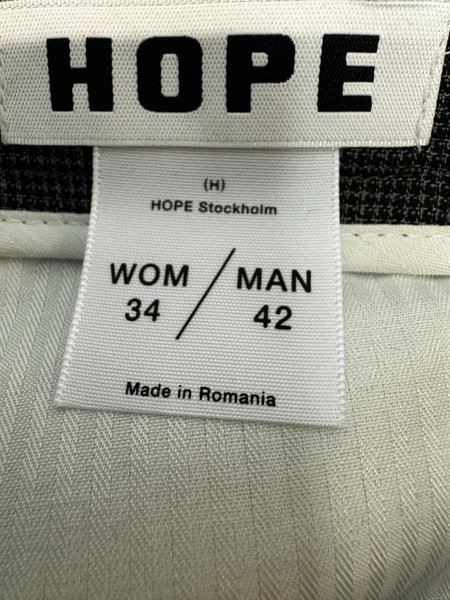 HOPE
(H)
HOPE Stockholm
WOM / MAN
34 42
Made in Romania